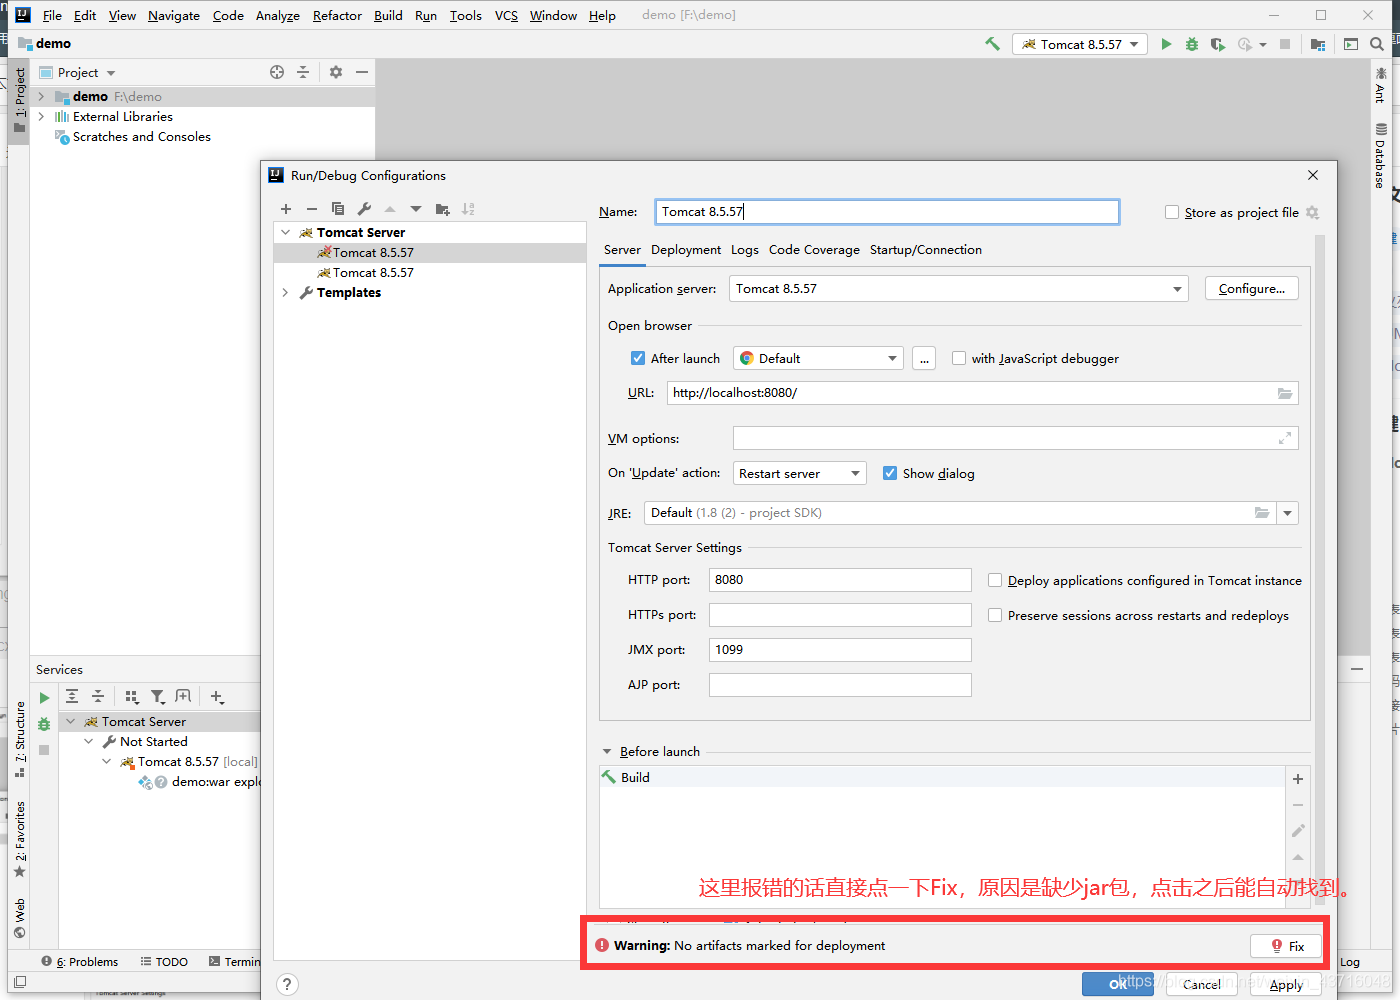 File Edit View Navigate Code Analyze Refactor Build Run Tools VCS Window Help demo [F:\demo]
demo
Tomcat 8.5.57
1: Project
Project
demo F:\demo
External Libraries
Scratches and Consoles
Ant
Database
Run/Debug Configurations
Name: Tomcat 8.5.57
Store as project file
Tomcat Server
Tomcat 8.5.57
Tomcat 8.5.57
Templates
Server Deployment Logs Code Coverage Startup/Connection
Application server: Tomcat 8.5.57 Configure...
Open browser
After launch Default ... with JavaScript debugger
URL: http://localhost:8080/
VM options:
On 'Update' action: Restart server Show dialog
JRE: Default (1.8 (2) - project SDK)
Tomcat Server Settings
HTTP port: 8080 Deploy applications configured in Tomcat instance
HTTPs port: Preserve sessions across restarts and redeploys
JMX port: 1099
AJP port:
Before launch
Build
这里报错的话直接点一下Fix，原因是缺少jar包，点击之后能自动找到。
Warning: No artifacts marked for deployment Fix
? OK Cancel Apply
Services
Tomcat Server
Not Started
Tomcat 8.5.57 [local]
demo:war explo
7: Structure
2: Favorites
Web
6: Problems TODO Termin
Log